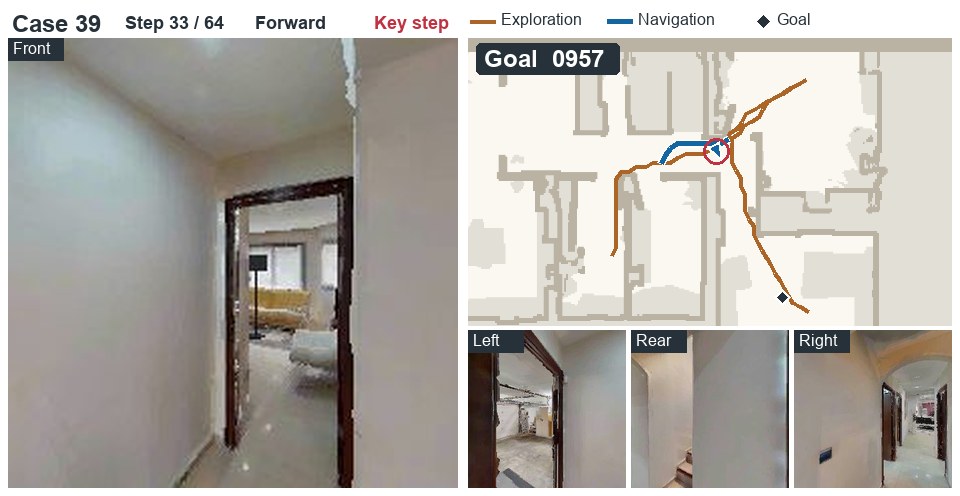 Case 39 Step 33 / 64 Forward Key step
Exploration Navigation Goal
Front
Goal 0957
Left
Rear
Right